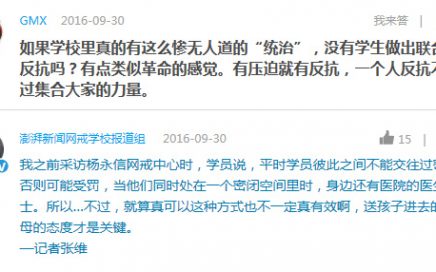 GMX 2016-09-30 我来答
如果学校里真的有这么惨无人道的“统治”，没有学生做出联合
反抗吗？有点类似革命的感觉。有压迫就有反抗，一个人反抗不
过集合大家的力量。
澎湃新闻网戒学校报道组 2016-09-30 15
我之前采访杨永信网戒中心时，学员说，平时学员彼此之间不能交往过
否则可能受罚，当他们同时处在一个密闭空间里时，身边还有医院的医
士。所以...不过，就算真可以这种方式也不一定真有效啊，送孩子进去的
母的态度才是关键。
—记者张维